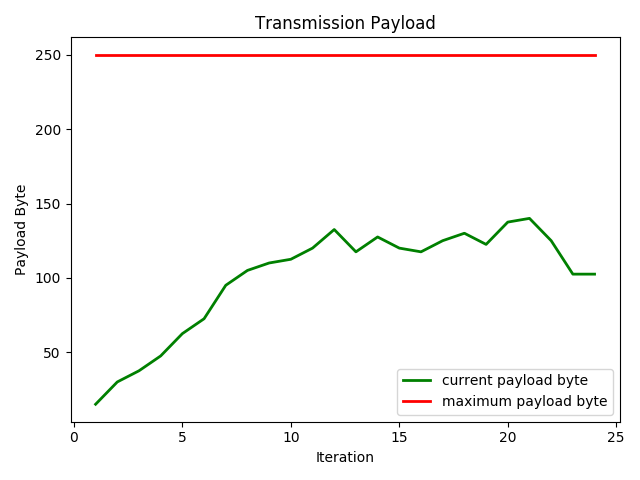 Transmission Payload
250
200
150
100
50
Payload Byte
current payload byte
maximum payload byte
0 5 10 15 20 25
Iteration